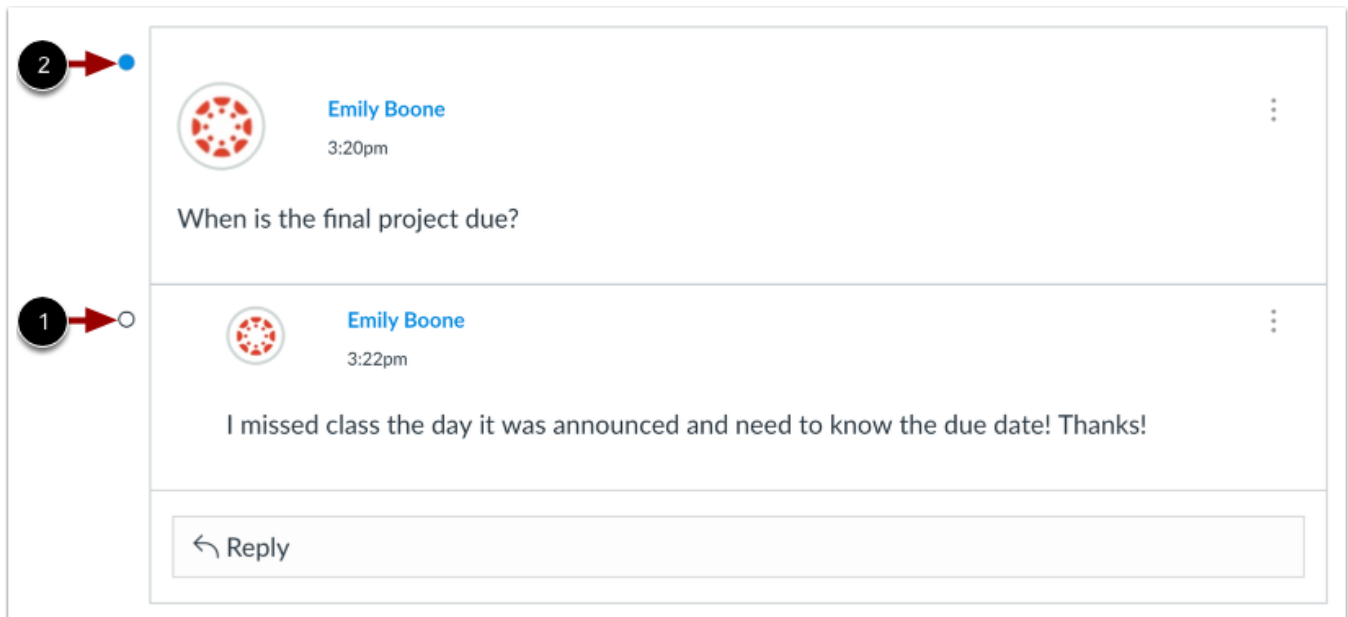 2
Emily Boone
3:20pm
When is the final project due?
1
Emily Boone
3:22pm
I missed class the day it was announced and need to know the due date! Thanks!
Reply